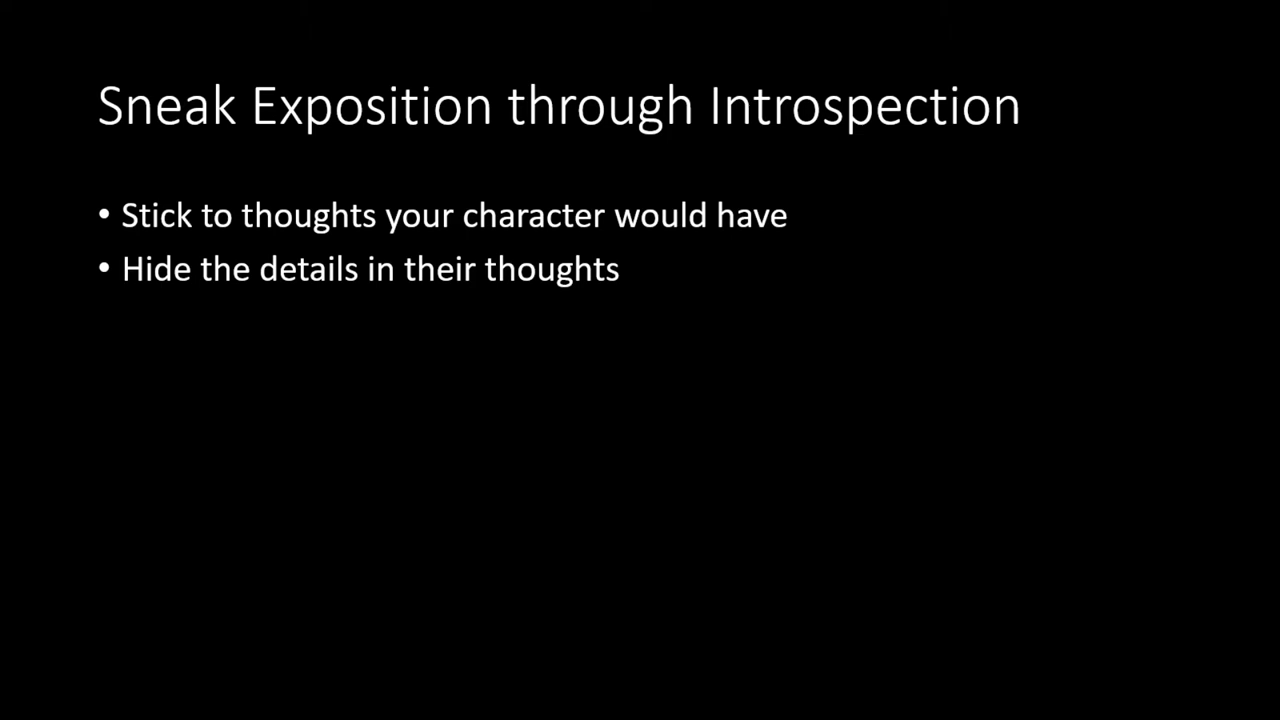 Sneak Exposition through Introspection
• Stick to thoughts your character would have
• Hide the details in their thoughts